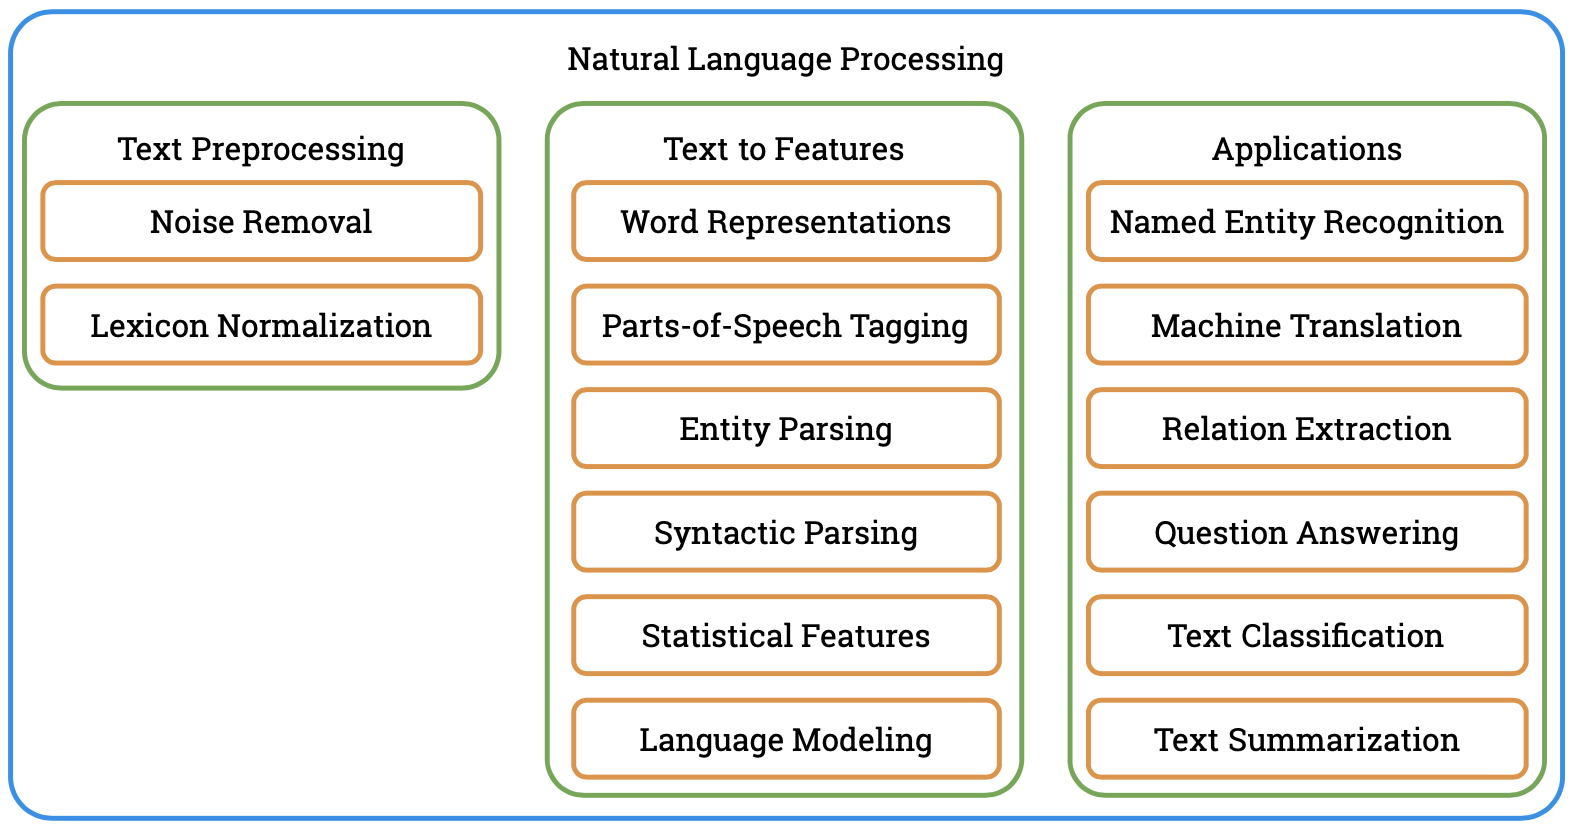 Natural Language Processing
Text Preprocessing
Noise Removal
Lexicon Normalization
Text to Features
Word Representations
Parts-of-Speech Tagging
Entity Parsing
Syntactic Parsing
Statistical Features
Language Modeling
Applications
Named Entity Recognition
Machine Translation
Relation Extraction
Question Answering
Text Classification
Text Summarization